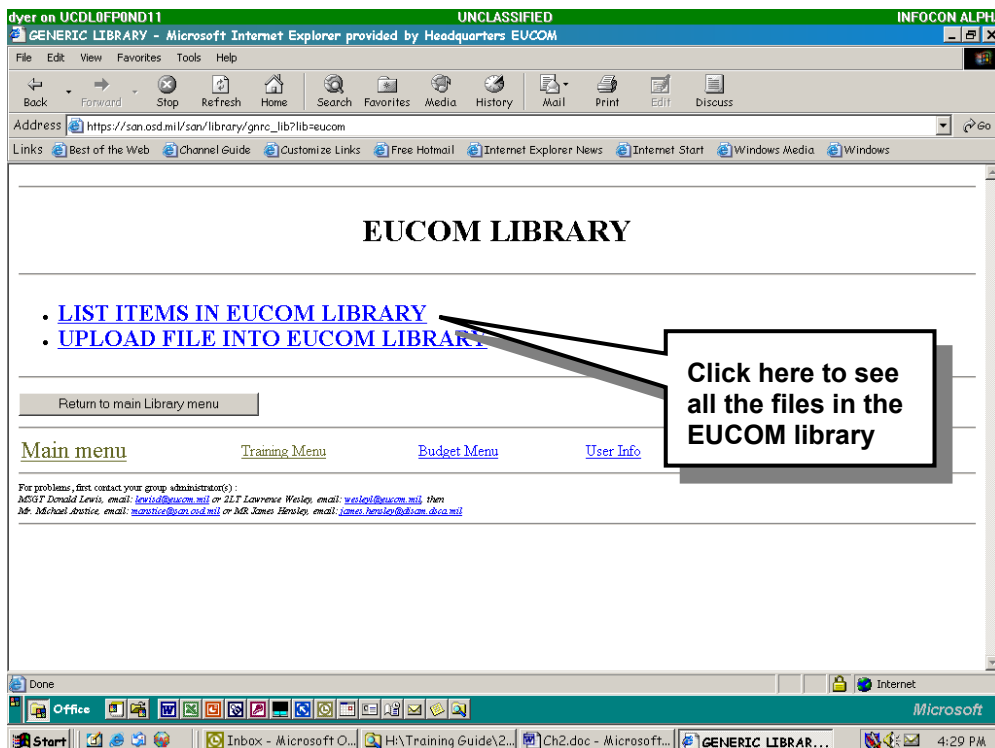 dyer on UCDL0FP0ND11 UNCLASSIFIED INFOCON ALPH
GENERIC LIBRARY - Microsoft Internet Explorer provided by Headquarters EUCOM
File Edit View Favorites Tools Help
Back Forward Stop Refresh Home Search Favorites Media History Mail Print Edit Discuss
Address https://san.osd.mil/san/library/gnrc_lib?lib=eucom Go
Links Best of the Web Channel Guide Customize Links Free Hotmail Internet Explorer News Internet Start Windows Media Windows
EUCOM LIBRARY
• LIST ITEMS IN EUCOM LIBRARY
• UPLOAD FILE INTO EUCOM LIBRARY
Click here to see
all the files in the
EUCOM library
Return to main Library menu
Main menu Training Menu Budget Menu User Info
For problems, first contact your group administrator(s) :
MSGT Donald Lewis, email: lewisd@eucom.mil or 2LT Lawrence Wesley, email: wesleyl@eucom.mil, then
Mr. Michael Anstice, email: manstice@san.osd.mil or MR James Hensley, email: james.hensley@disam.dsca.mil
Done Internet
Office Microsoft
Start Inbox - Microsoft O... H:\Training Guide\2... Ch2.doc - Microsoft... GENERIC LIBRAR... 4:29 PM